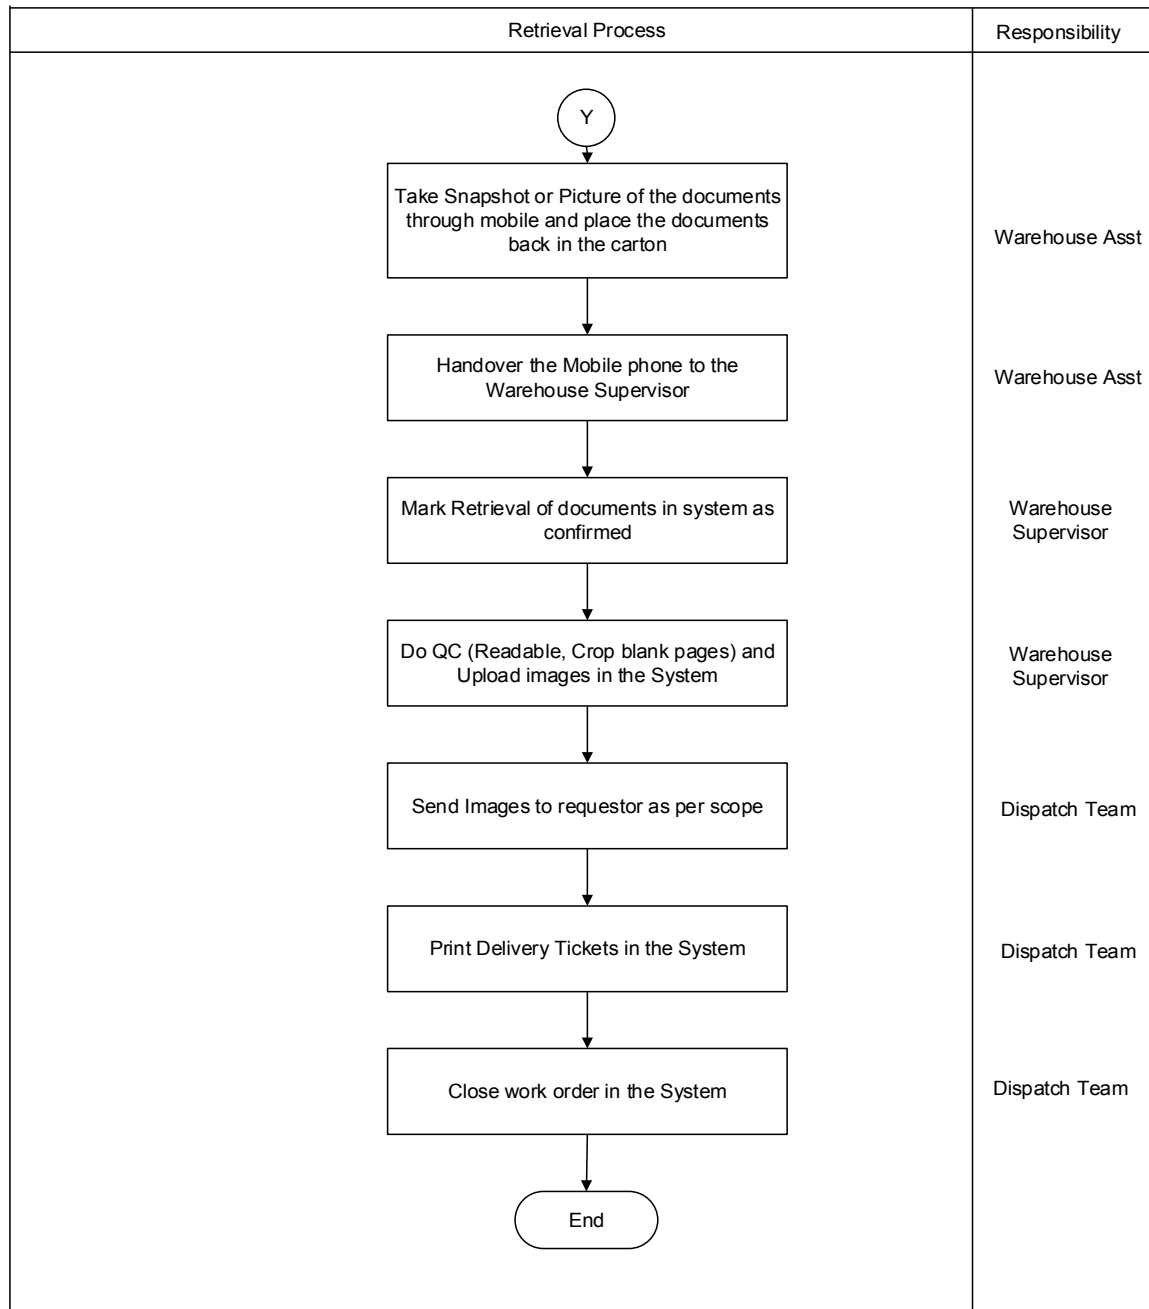 Retrieval Process
Responsibility
Y
Take Snapshot or Picture of the documents
through mobile and place the documents
back in the carton
Warehouse Asst
Handover the Mobile phone to the
Warehouse Supervisor
Warehouse Asst
Mark Retrieval of documents in system as
confirmed
Warehouse
Supervisor
Do QC (Readable, Crop blank pages) and
Upload images in the System
Warehouse
Supervisor
Send Images to requestor as per scope
Dispatch Team
Print Delivery Tickets in the System
Dispatch Team
Close work order in the System
Dispatch Team
End